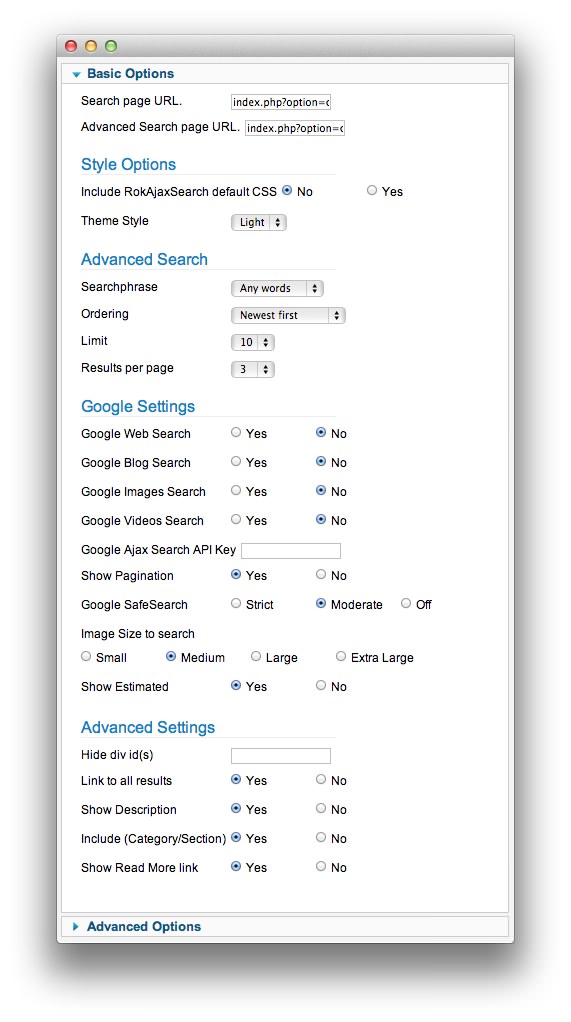 Basic Options
Search page URL. index.php?option=c
Advanced Search page URL. index.php?option=c
Style Options
Include RokAjaxSearch default CSS No Yes
Theme Style Light
Advanced Search
Searchphrase Any words
Ordering Newest first
Limit 10
Results per page 3
Google Settings
Google Web Search Yes No
Google Blog Search Yes No
Google Images Search Yes No
Google Videos Search Yes No
Google Ajax Search API Key
Show Pagination Yes No
Google SafeSearch Strict Moderate Off
Image Size to search
Small Medium Large Extra Large
Show Estimated Yes No
Advanced Settings
Hide div id(s)
Link to all results Yes No
Show Description Yes No
Include (Category/Section) Yes No
Show Read More link Yes No
Advanced Options